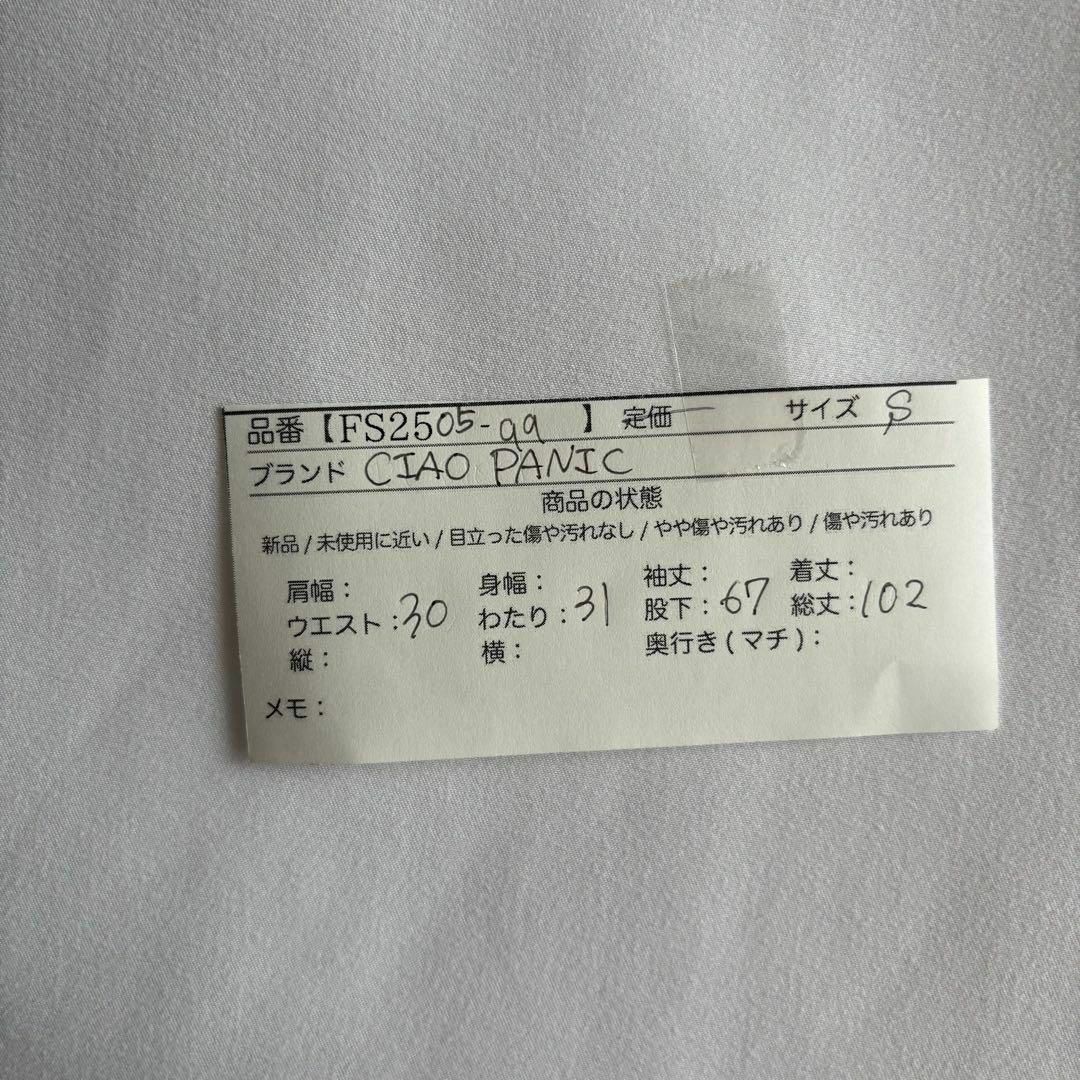 品番【FS2505-99 】 定価 サイズ S
ブランド CIAO PANIC
商品の状態
新品 / 未使用に近い / 目立った傷や汚れなし / やや傷や汚れあり / 傷や汚れあり
肩幅： 身幅： 袖丈： 着丈：
ウエスト：30 わたり：31 股下：67 総丈：102
縦： 横： 奥行き(マチ)：
メモ：